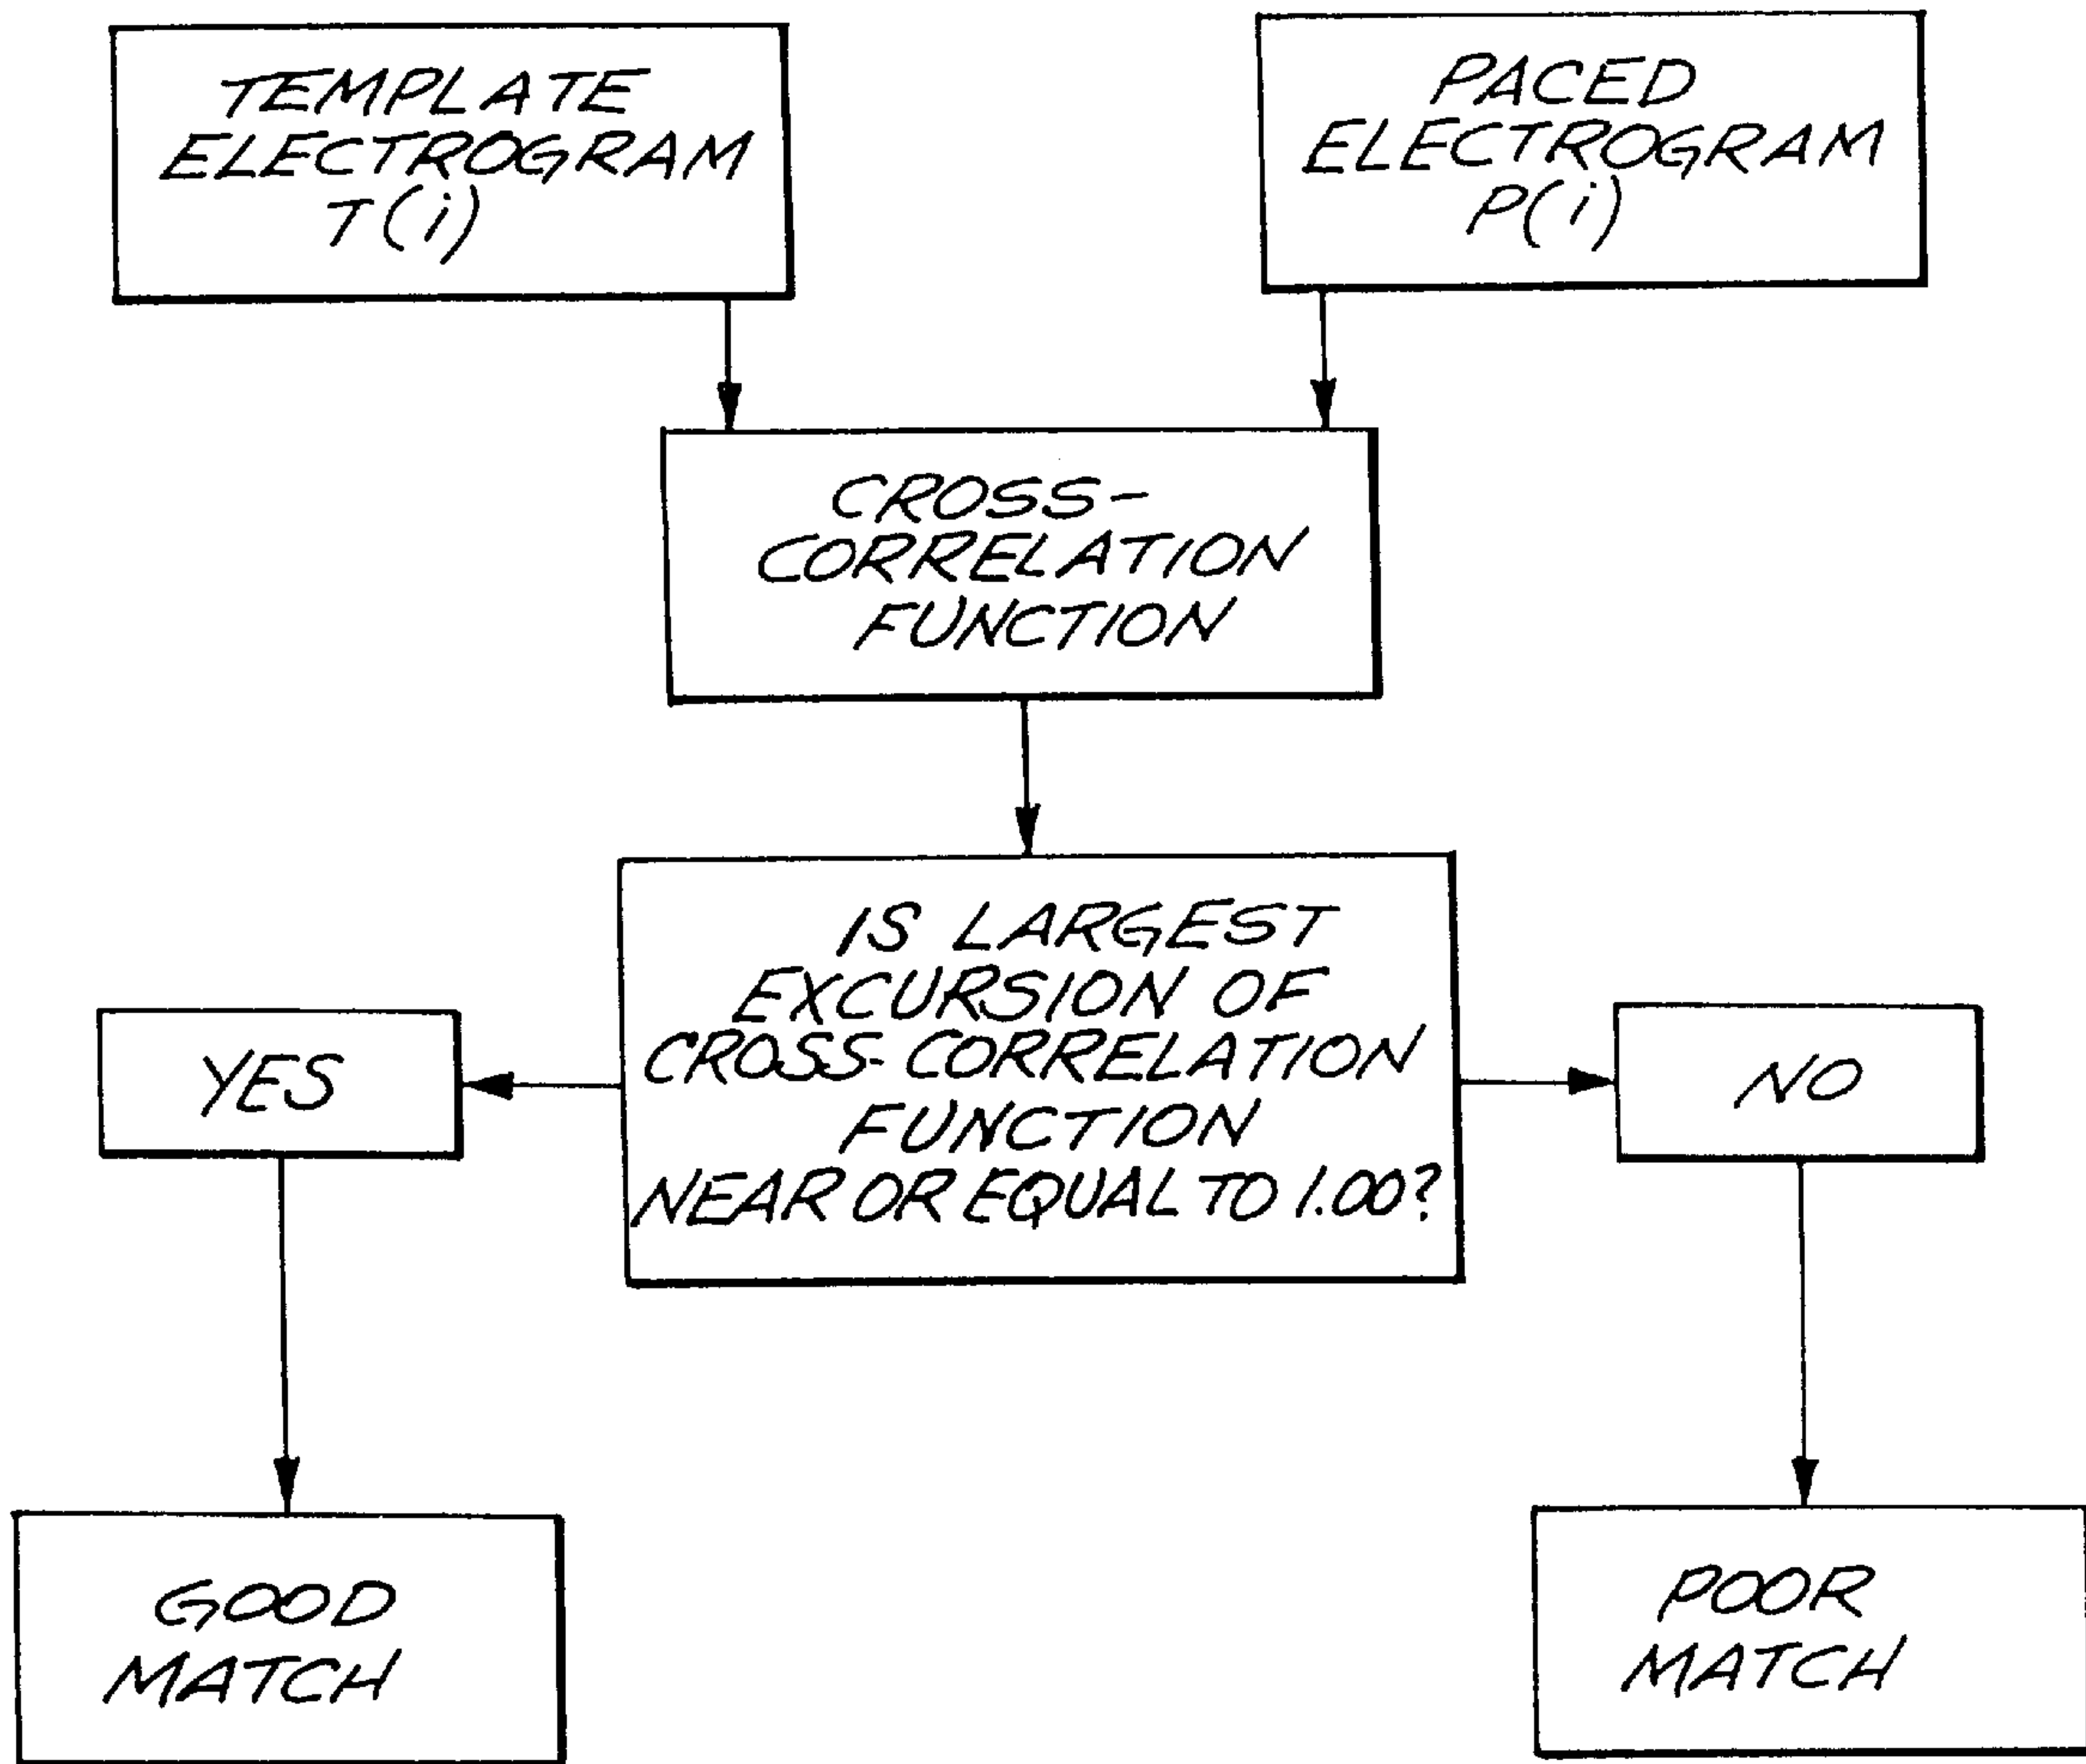 TEMPLATE
ELECTROGRAM
T(i)
PACED
ELECTROGRAM
P(i)
CROSS-
CORRELATION
FUNCTION
IS LARGEST
EXCURSION OF
CROSS-CORRELATION
FUNCTION
NEAR OR EQUAL TO 1.00?
YES
NO
GOOD
MATCH
POOR
MATCH